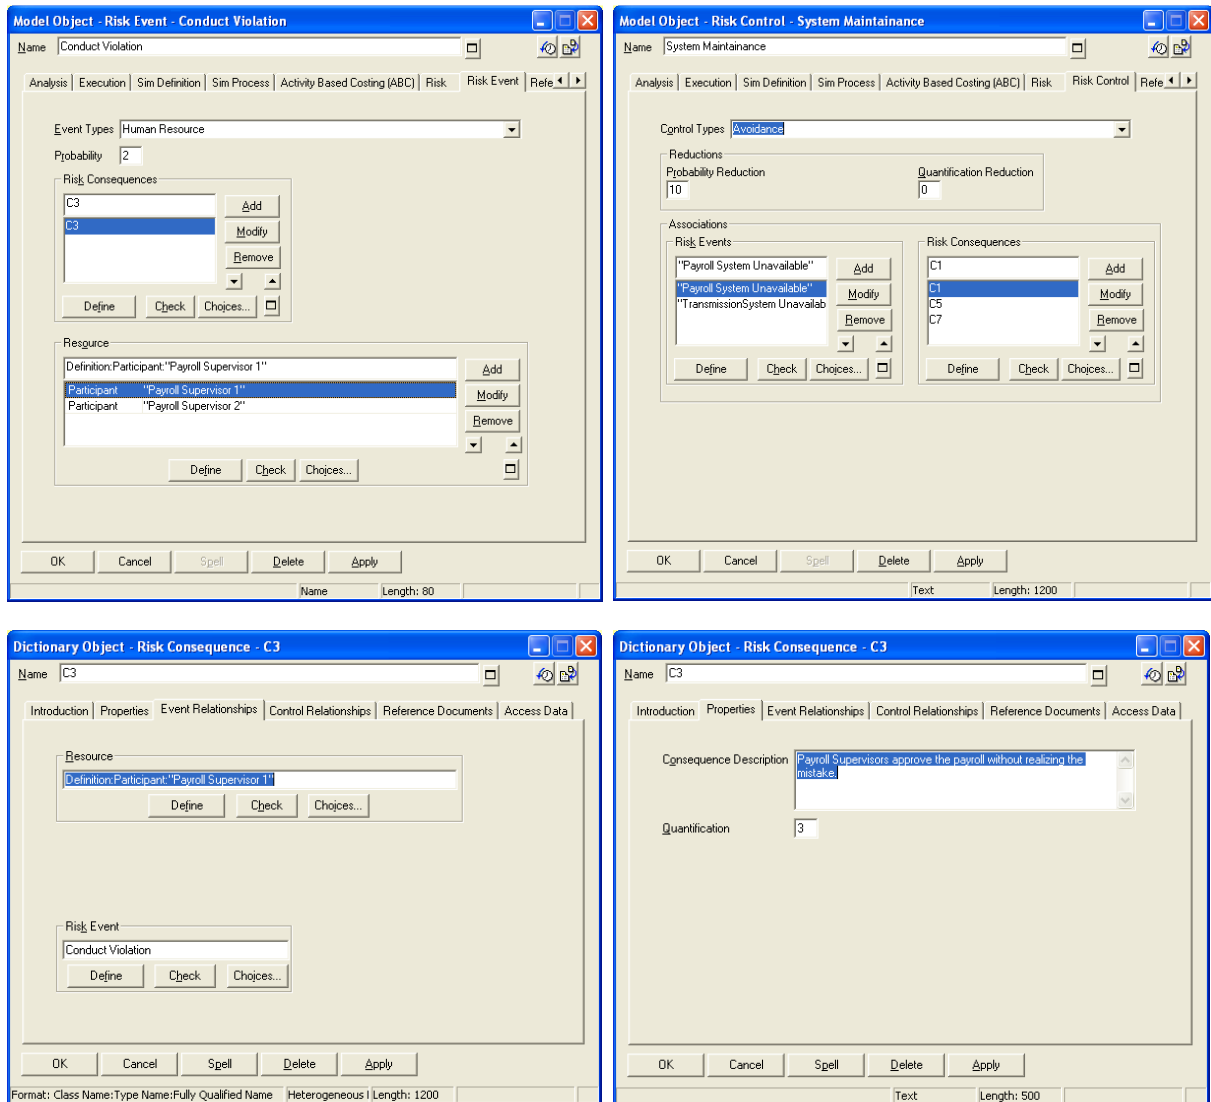 Model Object - Risk Event - Conduct Violation
Name Conduct Violation
Analysis Execution Sim Definition Sim Process Activity Based Costing (ABC) Risk Risk Event Refe
Event Types Human Resource
Probability 2
Risk Consequences
C3
Add
C3
Modify
Remove
Define Check Choices...
Resource
Definition:Participant:"Payroll Supervisor 1"
Add
Participant "Payroll Supervisor 1"
Modify
Participant "Payroll Supervisor 2"
Remove
Define Check Choices...
OK Cancel Spell Delete Apply
Name Length: 80
Model Object - Risk Control - System Maintainance
Name System Maintainance
Analysis Execution Sim Definition Sim Process Activity Based Costing (ABC) Risk Risk Control Refe
Control Types Avoidance
Reductions
Probability Reduction Quantification Reduction
10 0
Associations
Risk Events Risk Consequences
"Payroll System Unavailable" Add C1 Add
"Payroll System Unavailable" Modify C1 Modify
"TransmissionSystem Unavailab C5
Remove C7 Remove
Define Check Choices... Define Check Choices...
OK Cancel Spell Delete Apply
Text Length: 1200
Dictionary Object - Risk Consequence - C3
Name C3
Introduction Properties Event Relationships Control Relationships Reference Documents Access Data
Resource
Definition:Participant:"Payroll Supervisor 1"
Define Check Choices...
Risk Event
Conduct Violation
Define Check Choices...
OK Cancel Spell Delete Apply
Format: Class Name:Type Name:Fully Qualified Name Heterogeneous l Length: 1200
Dictionary Object - Risk Consequence - C3
Name C3
Introduction Properties Event Relationships Control Relationships Reference Documents Access Data
Consequence Description Payroll Supervisors approve the payroll without realizing the
mistake.
Quantification 3
OK Cancel Spell Delete Apply
Text Length: 500